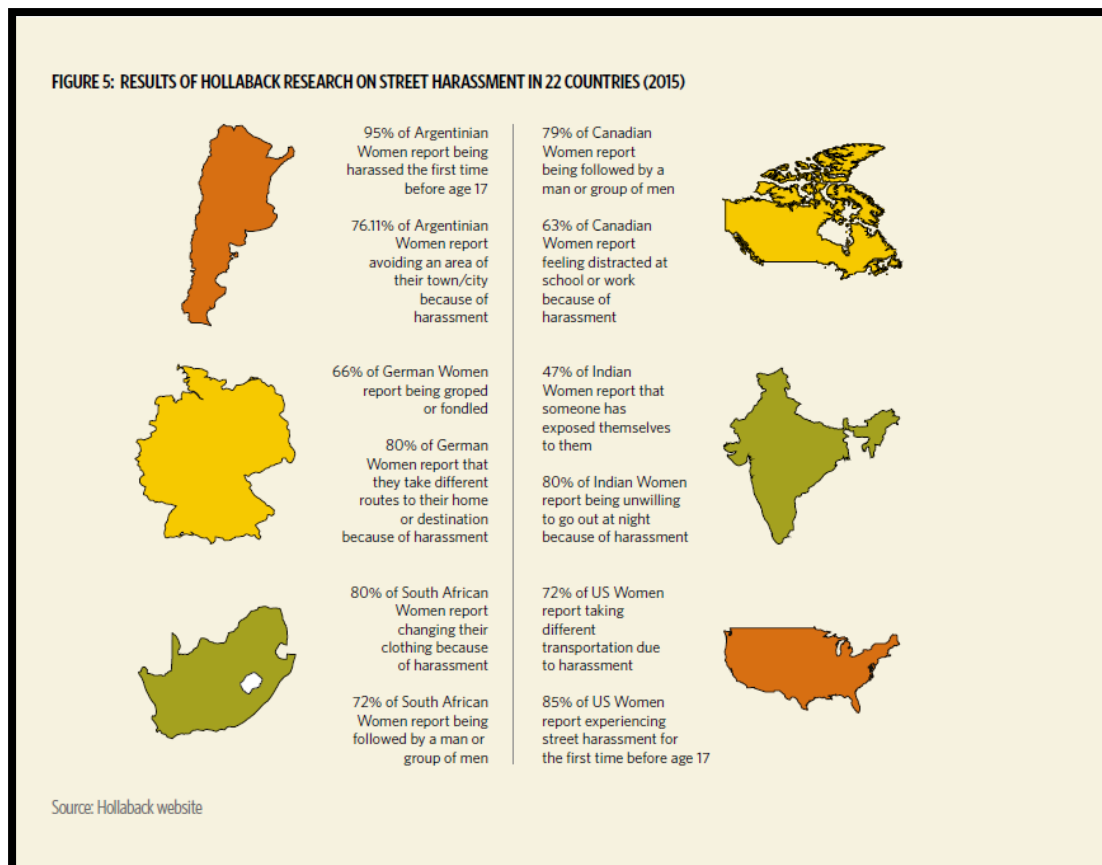 FIGURE 5: RESULTS OF HOLLABACK RESEARCH ON STREET HARASSMENT IN 22 COUNTRIES (2015)
95% of Argentinian
Women report being
harassed the first time
before age 17
76.11% of Argentinian
Women report
avoiding an area of
their town/city
because of
harassment
79% of Canadian
Women report
being followed by a
man or group of men
63% of Canadian
Women report
feeling distracted at
school or work
because of
harassment
66% of German Women
report being groped
or fondled
80% of German
Women report that
they take different
routes to their home
or destination
because of harassment
47% of Indian
Women report that
someone has
exposed themselves
to them
80% of Indian Women
report being unwilling
to go out at night
because of harassment
80% of South African
Women report
changing their
clothing because
of harassment
72% of South African
Women report being
followed by a man or
group of men
72% of US Women
report taking
different
transportation due
to harassment
85% of US Women
report experiencing
street harassment for
the first time before age 17
Source: Hollaback website